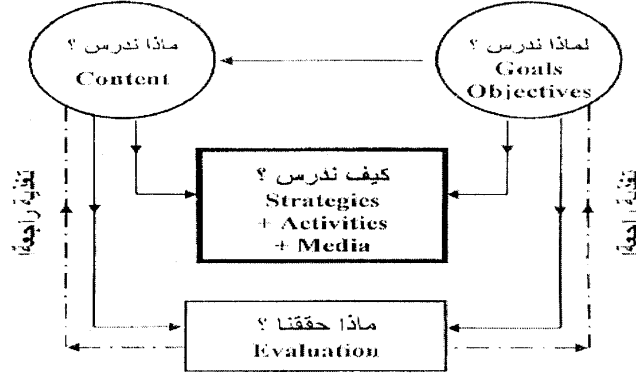 لماذا ندرس ؟
Goals
Objectives
ماذا ندرس ؟
Content
كيف ندرس ؟
Strategies
+ Activities
+ Media
تغذية راجعة
تغذية راجعة
ماذا حققنا ؟
Evaluation